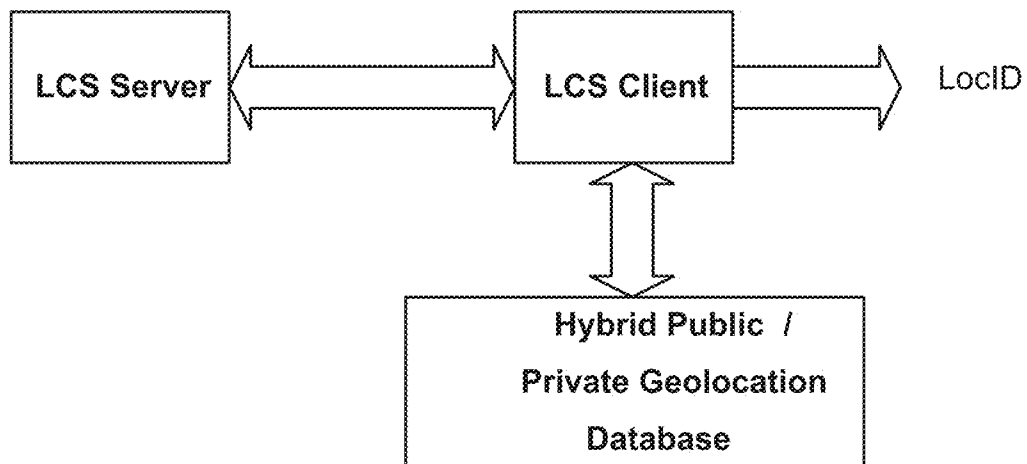 LCS Server
LCS Client
LocID
Hybrid Public /
Private Geolocation
Database